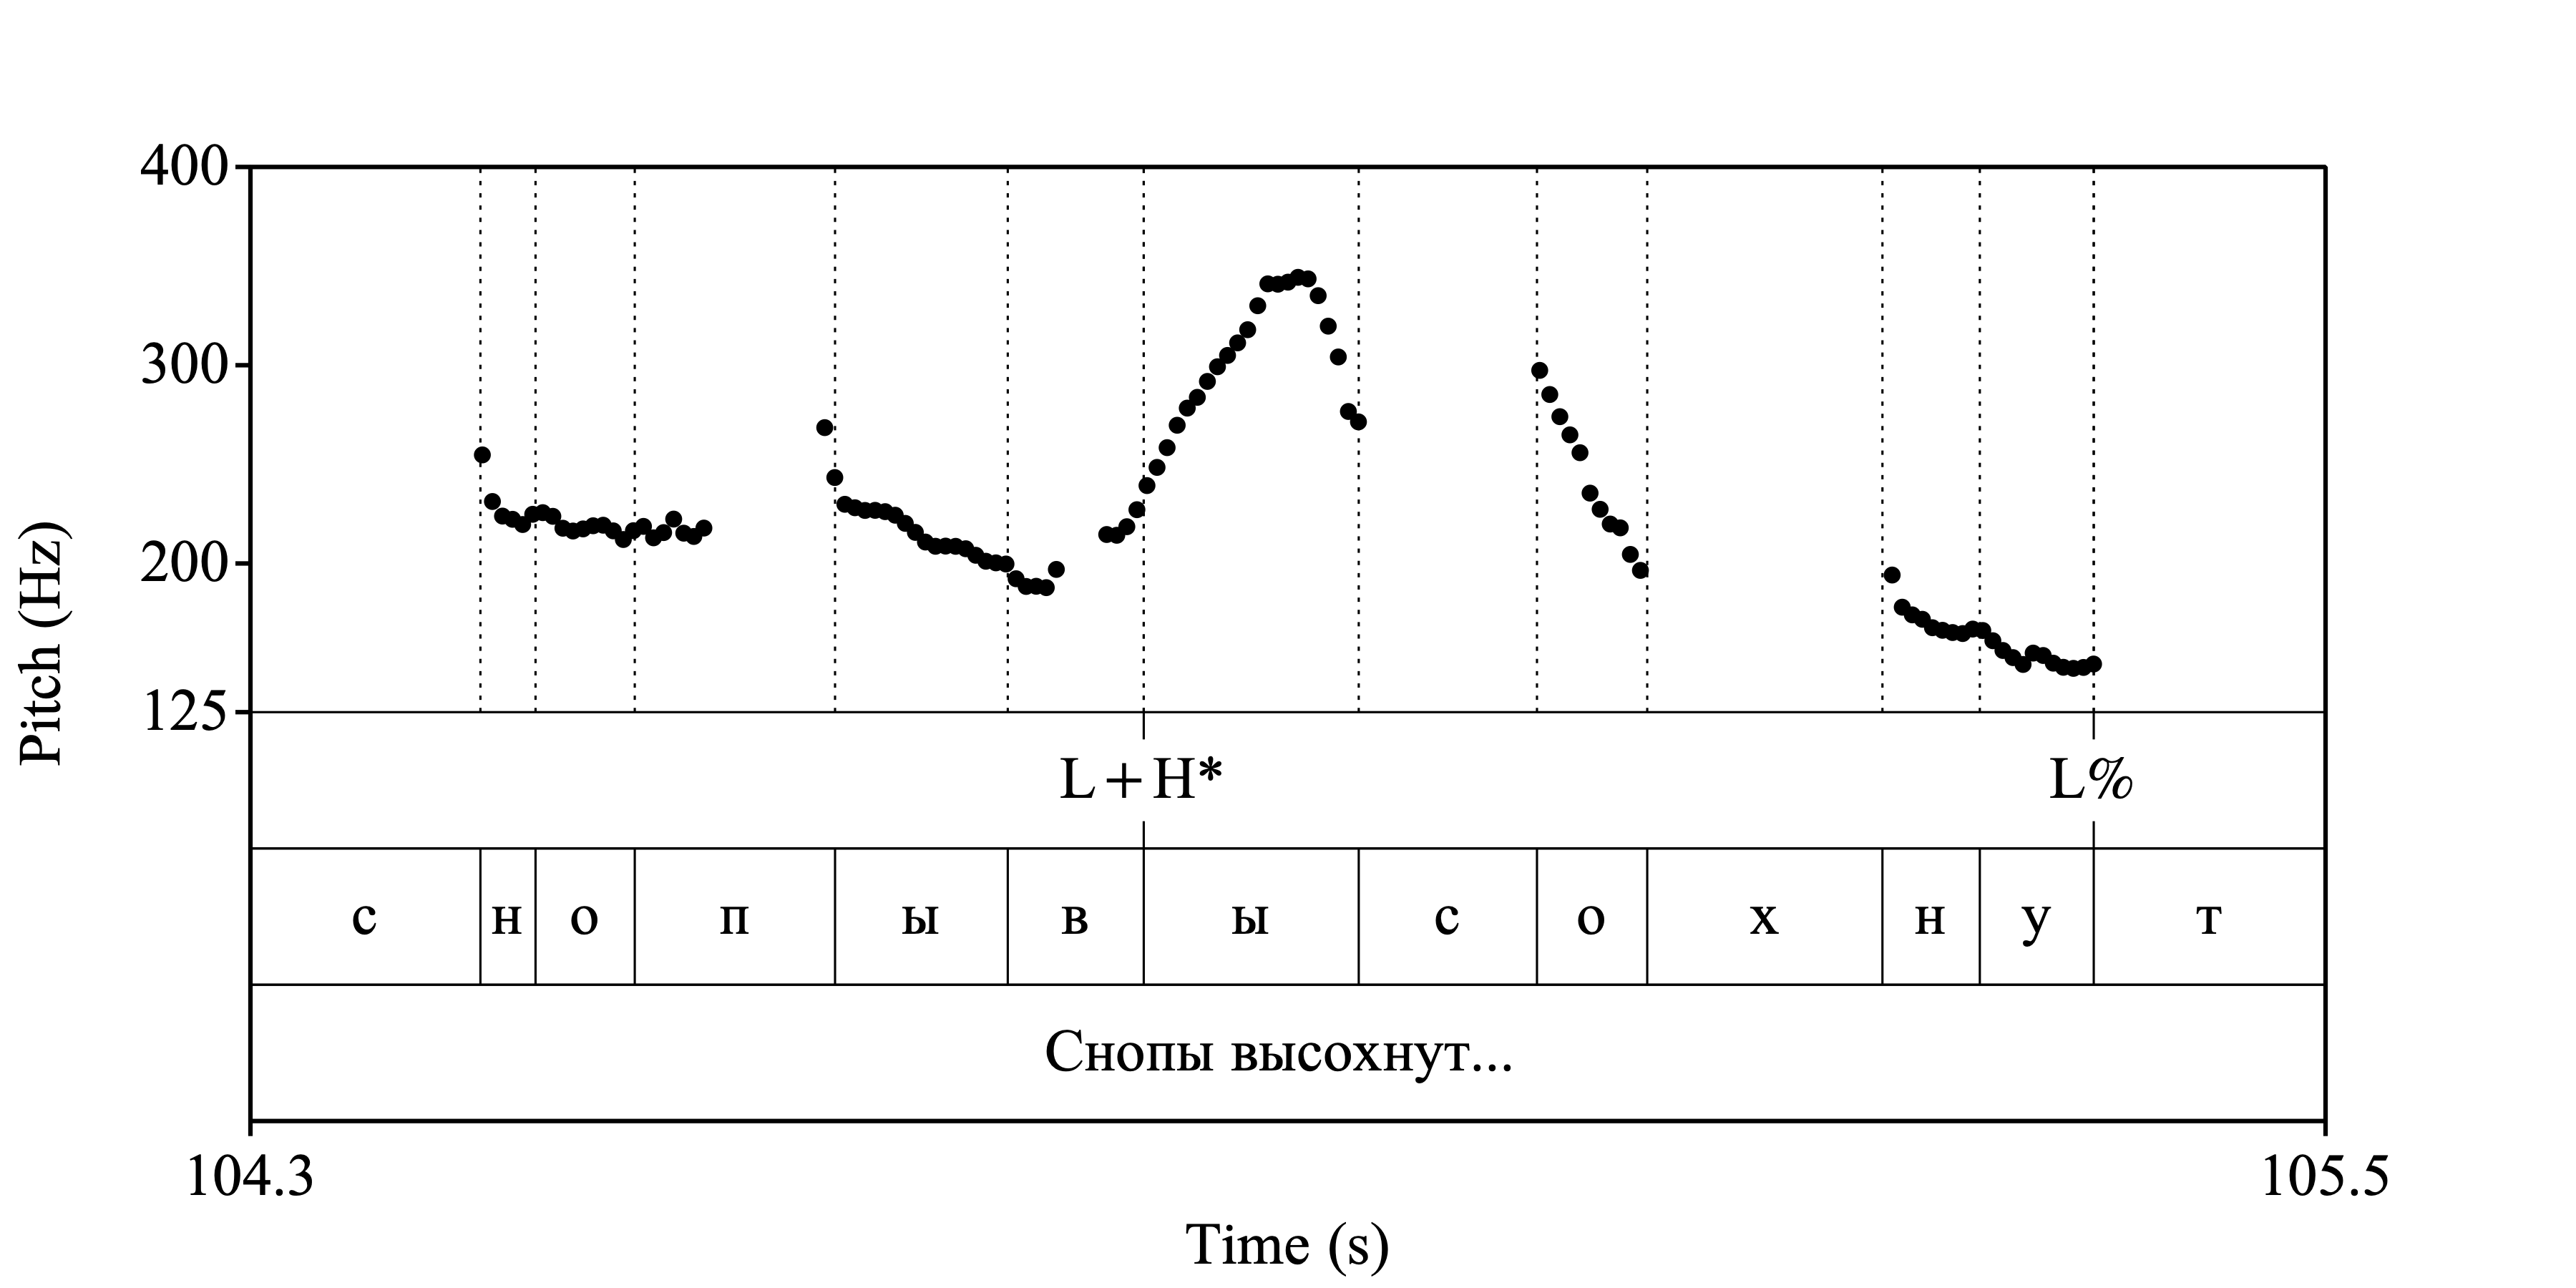 400
300
200
125
Pitch (Hz)
L+H* L%
с н о п ы в ы с о х н у т
Снопы высохнут...
104.3 105.5
Time (s)